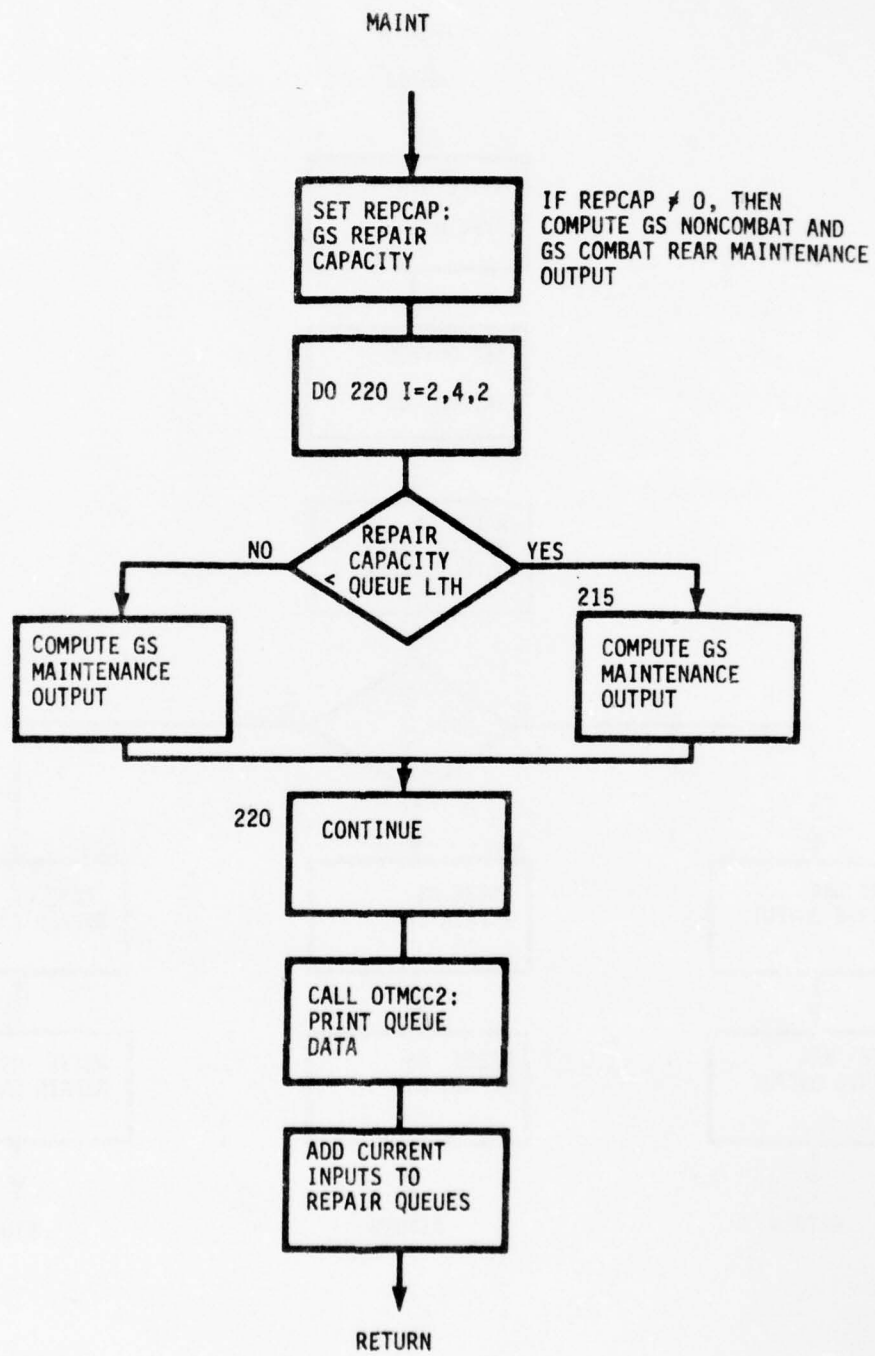 MAINT
SET REPCAP:
GS REPAIR
CAPACITY
IF REPCAP ≠ 0, THEN
COMPUTE GS NONCOMBAT AND
GS COMBAT REAR MAINTENANCE
OUTPUT
DO 220 I=2,4,2
REPAIR
CAPACITY
< QUEUE LTH
NO
YES
COMPUTE GS
MAINTENANCE
OUTPUT
215
COMPUTE GS
MAINTENANCE
OUTPUT
220
CONTINUE
CALL OTMCC2:
PRINT QUEUE
DATA
ADD CURRENT
INPUTS TO
REPAIR QUEUES
RETURN